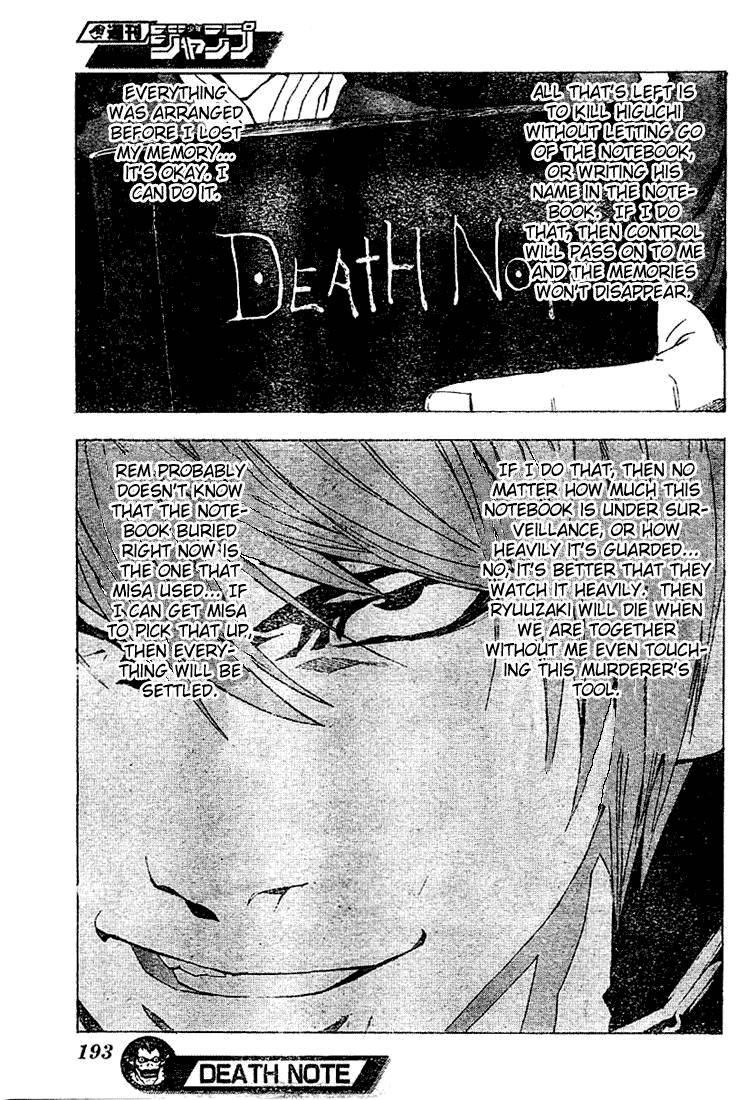 週刊
ジャンプ
ALL THAT'S LEFT IS
TO KILL HIGUCHI
WITHOUT LETTING GO
OF THE NOTEBOOK,
OR WRITING HIS
NAME IN THE NOTE-
BOOK. IF I DO
THAT, THEN CONTROL
WILL PASS ON TO ME
AND THE MEMORIES
WON'T DISAPPEAR.
EVERYTHING
WAS ARRANGED
BEFORE I LOST
MY MEMORY...
IT'S OKAY. I
CAN DO IT.
DEATH NOT
IF I DO THAT, THEN NO
MATTER HOW MUCH THIS
NOTEBOOK IS UNDER SUR-
VEILLANCE, OR HOW
HEAVILY IT'S GUARDED...
NO, IT'S BETTER THAT THEY
WATCH IT HEAVILY. THEN
RYUUZAKI WILL DIE WHEN
WE ARE TOGETHER
WITHOUT ME EVEN TOUCH-
ING THIS MURDERER'S
TOOL.
REM PROBABLY
DOESN'T KNOW
THAT THE NOTE-
BOOK BURIED
RIGHT NOW IS
THE ONE THAT
MISA USED... IF
I CAN GET MISA
TO PICK THAT UP,
THEN EVERY-
THING WILL BE
SETTLED.
193
DEATH NOTE